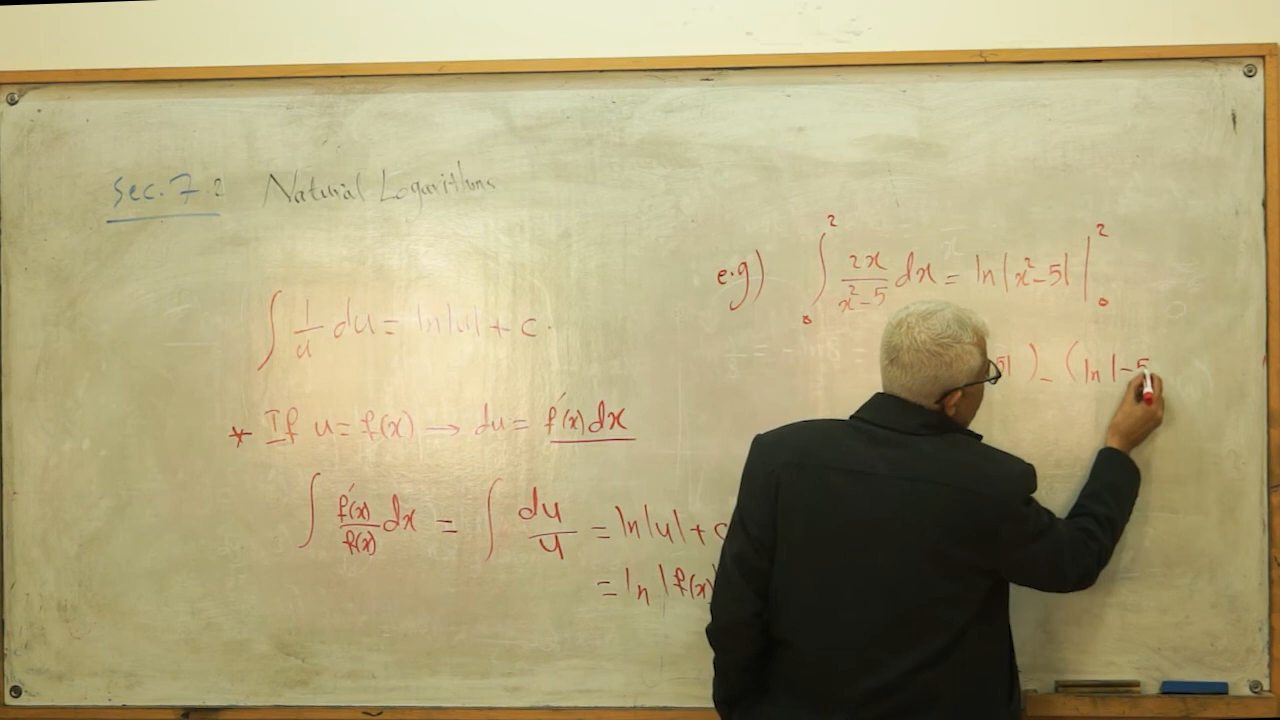 Sec. 7.2 Natural Logarithms
∫ 1/u du = ln|u| + c.
* If u = f(x) → du = f'(x) dx
∫ f'(x)/f(x) dx = ∫ du/u = ln|u| + c
= ln |f(x)
e.g) ∫₀² 2x/(x²-5) dx = ln|x²-5| |₀²
5| ) - ( ln |-5